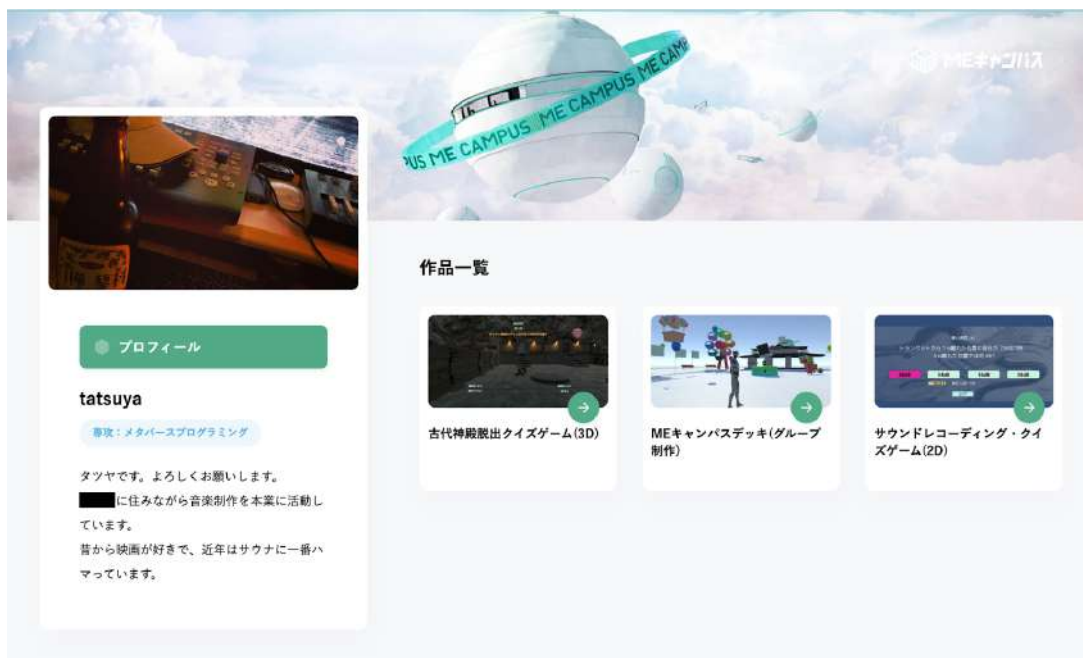 MEキャンパス
PUS ME CAMPUS ME CAMPUS ME CAM
作品一覧
プロフィール
tatsuya
専攻：メタバースプログラミング
タツヤです。よろしくお願いします。
に住みながら音楽制作を本業に活動し
ています。
昔から映画が好きで、近年はサウナに一番ハ
マっています。
古代神殿脱出クイズゲーム(3D)
MEキャンパスデッキ(グループ
制作)
サウンドレコーディング・クイ
ズゲーム(2D)